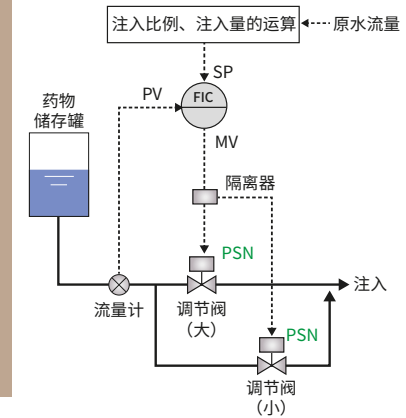 注入比例、注入量的运算
原水流量
SP
PV
FIC
药物
储存罐
MV
隔离器
PSN
注入
流量计
调节阀
（大）
PSN
调节阀
（小）